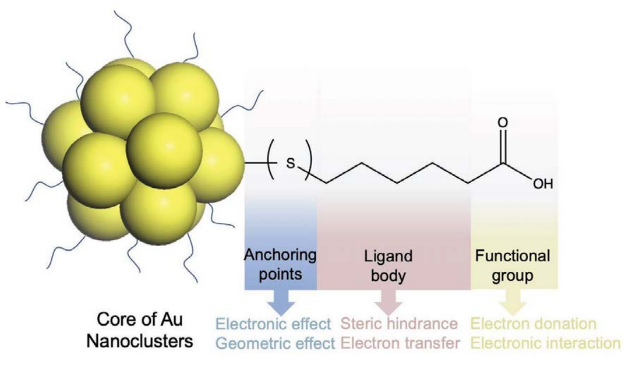 O
S
OH
Anchoring
points
Ligand
body
Functional
group
Core of Au
Nanoclusters
Electronic effect
Geometric effect
Steric hindrance
Electron transfer
Electron donation
Electronic interaction